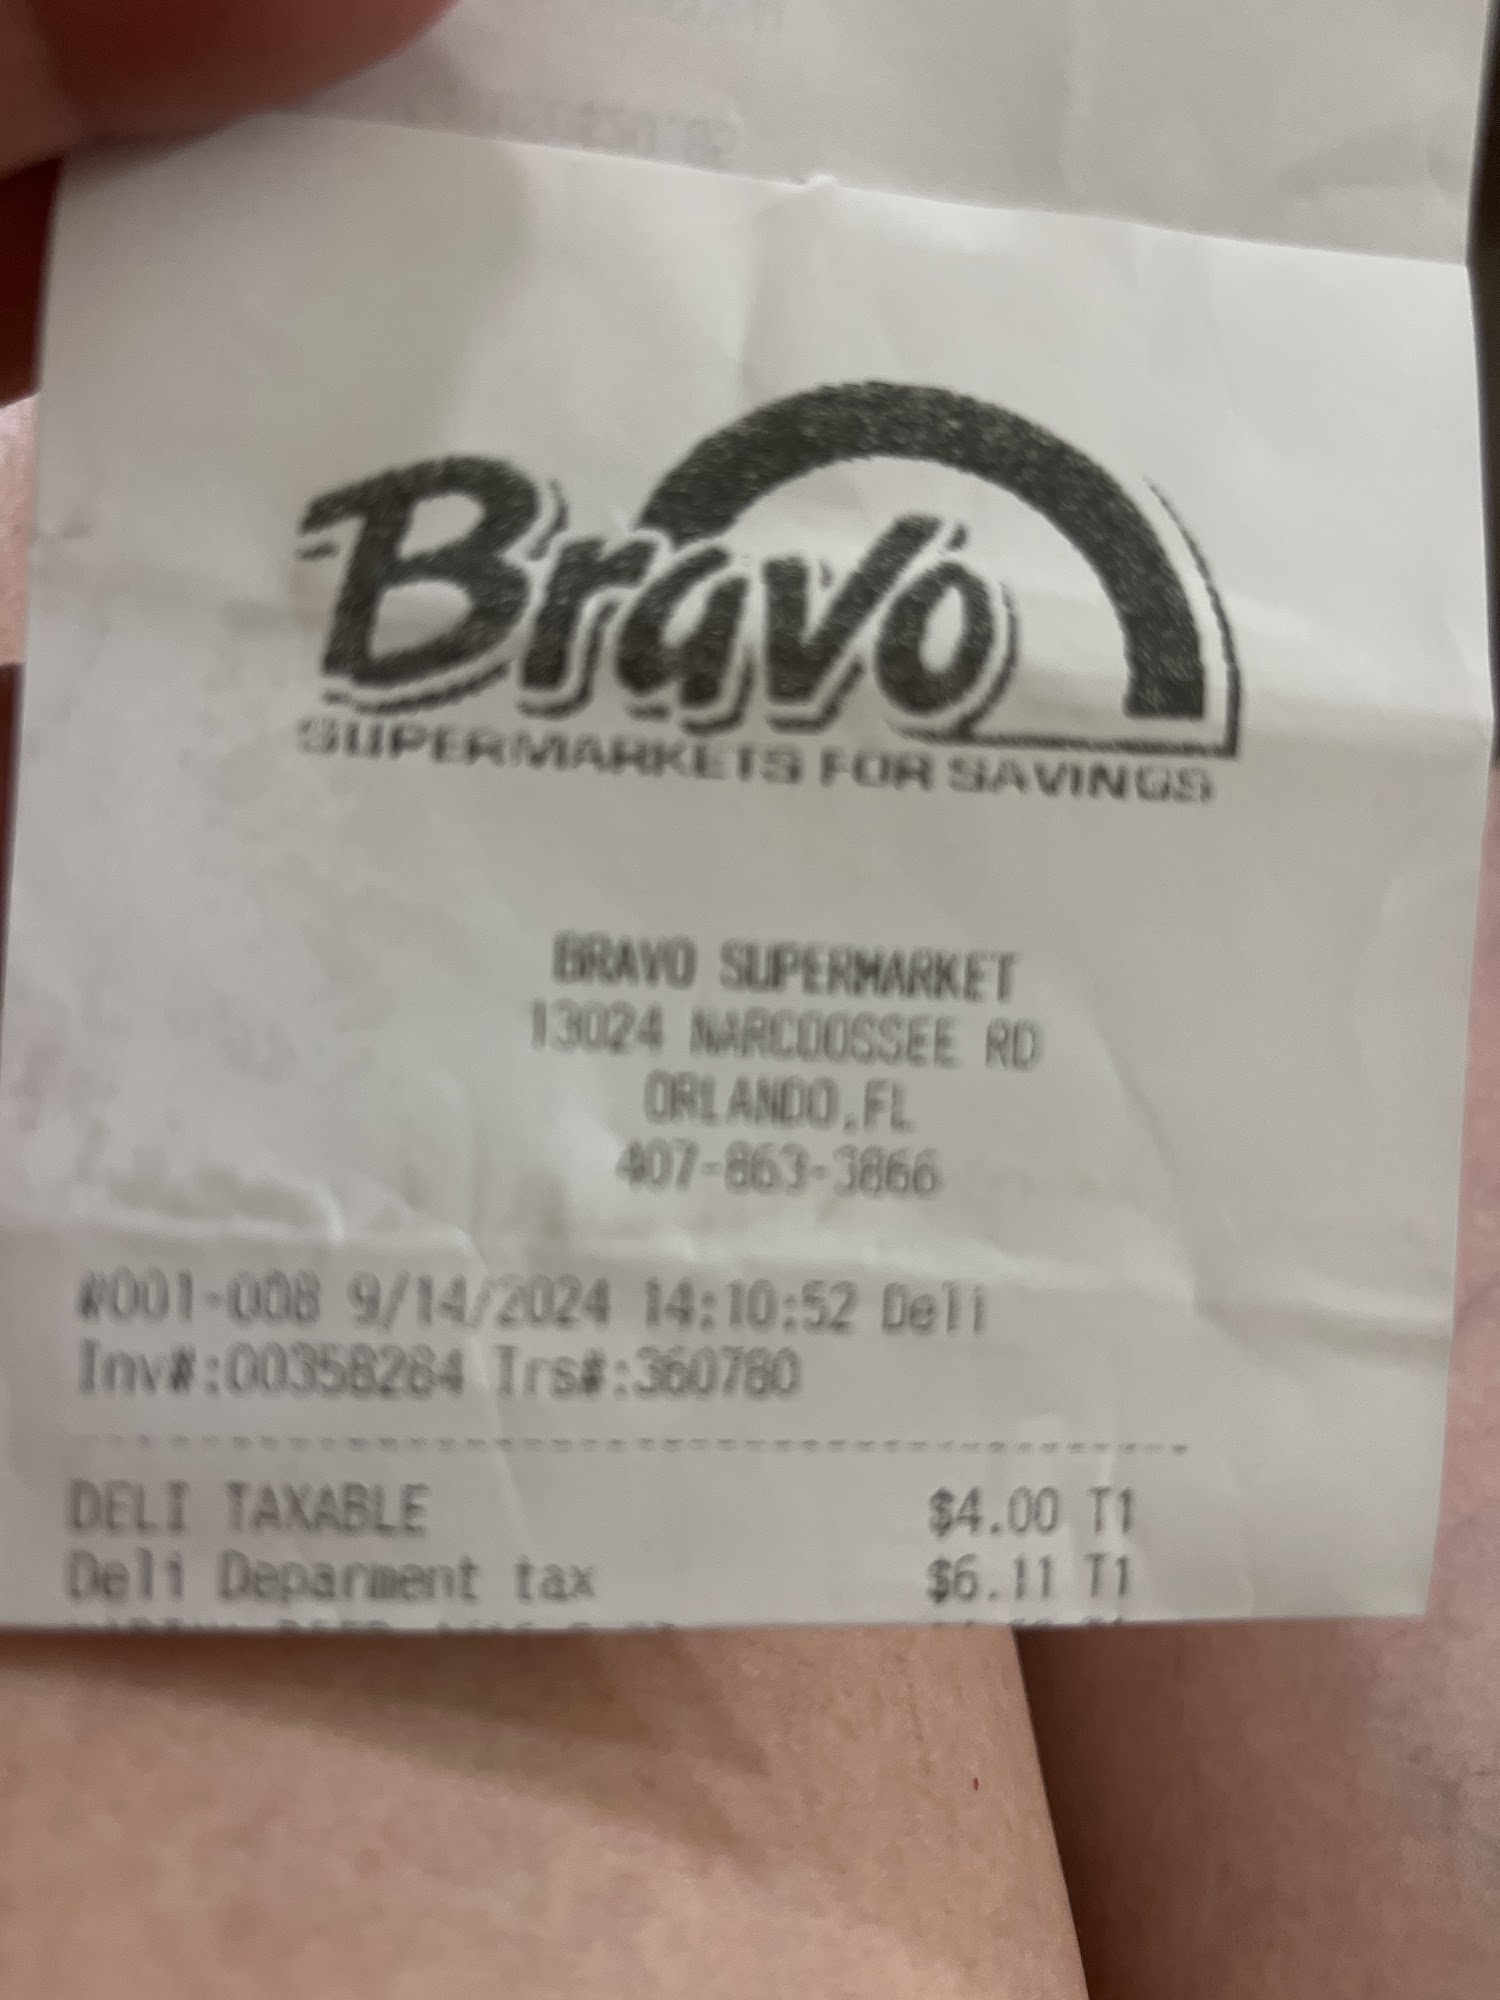 Bravo
SUPERMARKETS FOR SAVINGS
BRAVO SUPERMARKET
13024 NARCOOSSEE RD
ORLANDO,FL
407-863-3866
#001-008 9/14/2024 14:10:52 Deli
Inv#:00358264 Trs#:360780
DELI TAXABLE $4.00 T1
Deli Deparment tax $6.11 T1